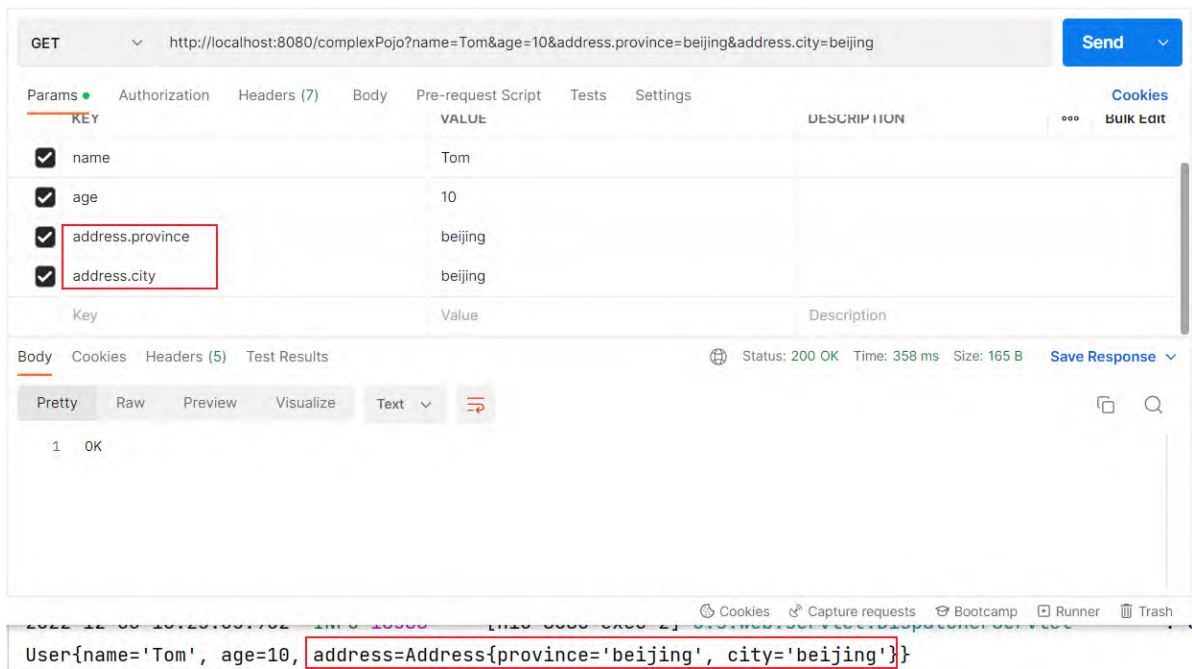 GET http://localhost:8080/complexPojo?name=Tom&age=10&address.province=beijing&address.city=beijing Send
Params Authorization Headers (7) Body Pre-request Script Tests Settings Cookies
KEY VALUE DESCRIPTION ooo Bulk Edit
name Tom
age 10
address.province beijing
address.city beijing
Key Value Description
Body Cookies Headers (5) Test Results Status: 200 OK Time: 358 ms Size: 165 B Save Response
Pretty Raw Preview Visualize Text
1 OK
Cookies Capture requests Bootcamp Runner Trash
User{name='Tom', age=10, address=Address{province='beijing', city='beijing'}}